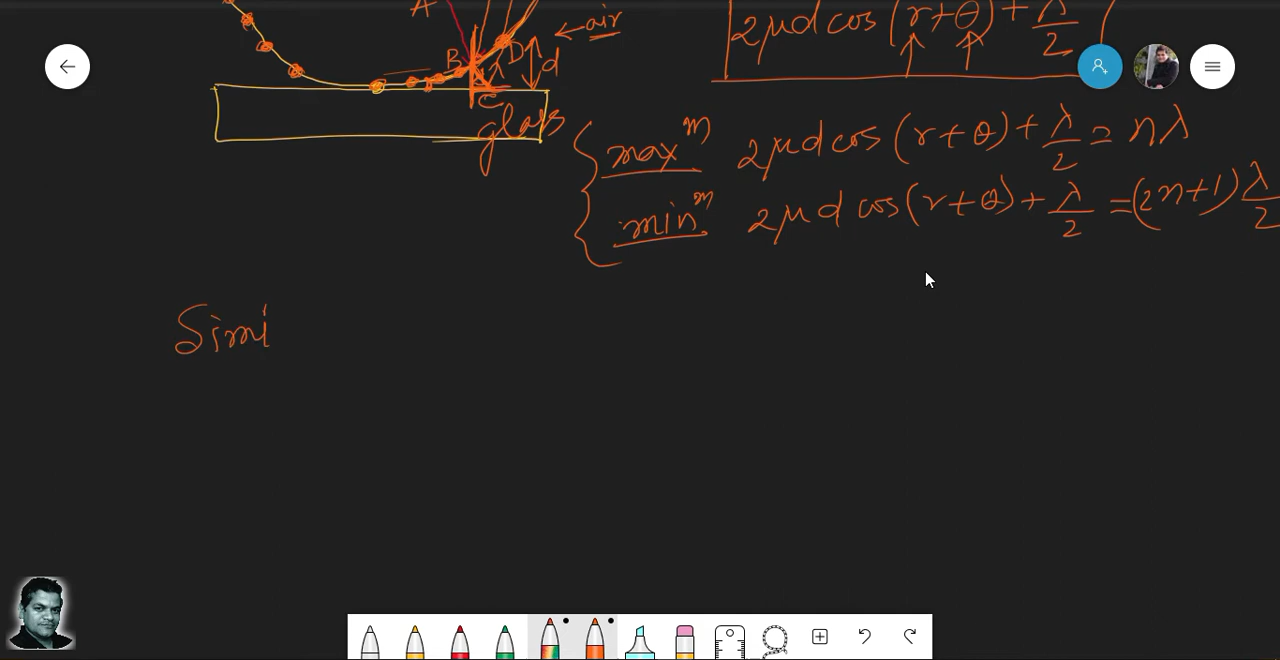 A
2μd cos (r+θ) + λ/2
← air
B D d
C
glass
max^m 2μd cos (r+θ) + λ/2 = nλ
min^m 2μd cos (r+θ) + λ/2 = (2n+1) λ/2
Simi